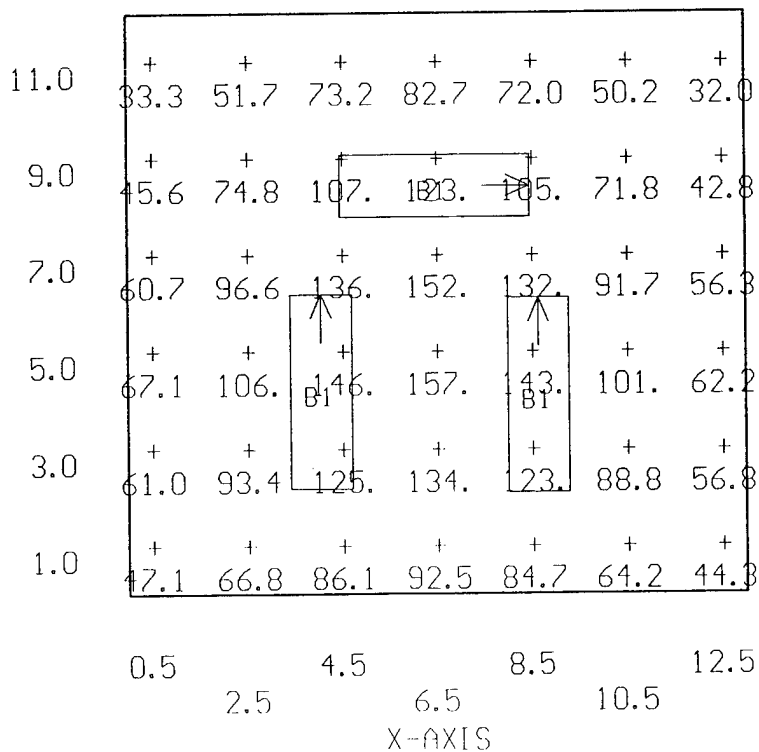 11.0 33.3 51.7 73.2 82.7 72.0 50.2 32.0
9.0 45.6 74.8 107. 123. 105. 71.8 42.8
B1
7.0 60.7 96.6 136. 152. 132. 91.7 56.3
5.0 67.1 106. 146. 157. 143. 101. 62.2
B1 B1
3.0 61.0 93.4 125. 134. 123. 88.8 56.8
1.0 47.1 66.8 86.1 92.5 84.7 64.2 44.3
0.5 4.5 8.5 12.5
2.5 6.5 10.5
X-AXIS